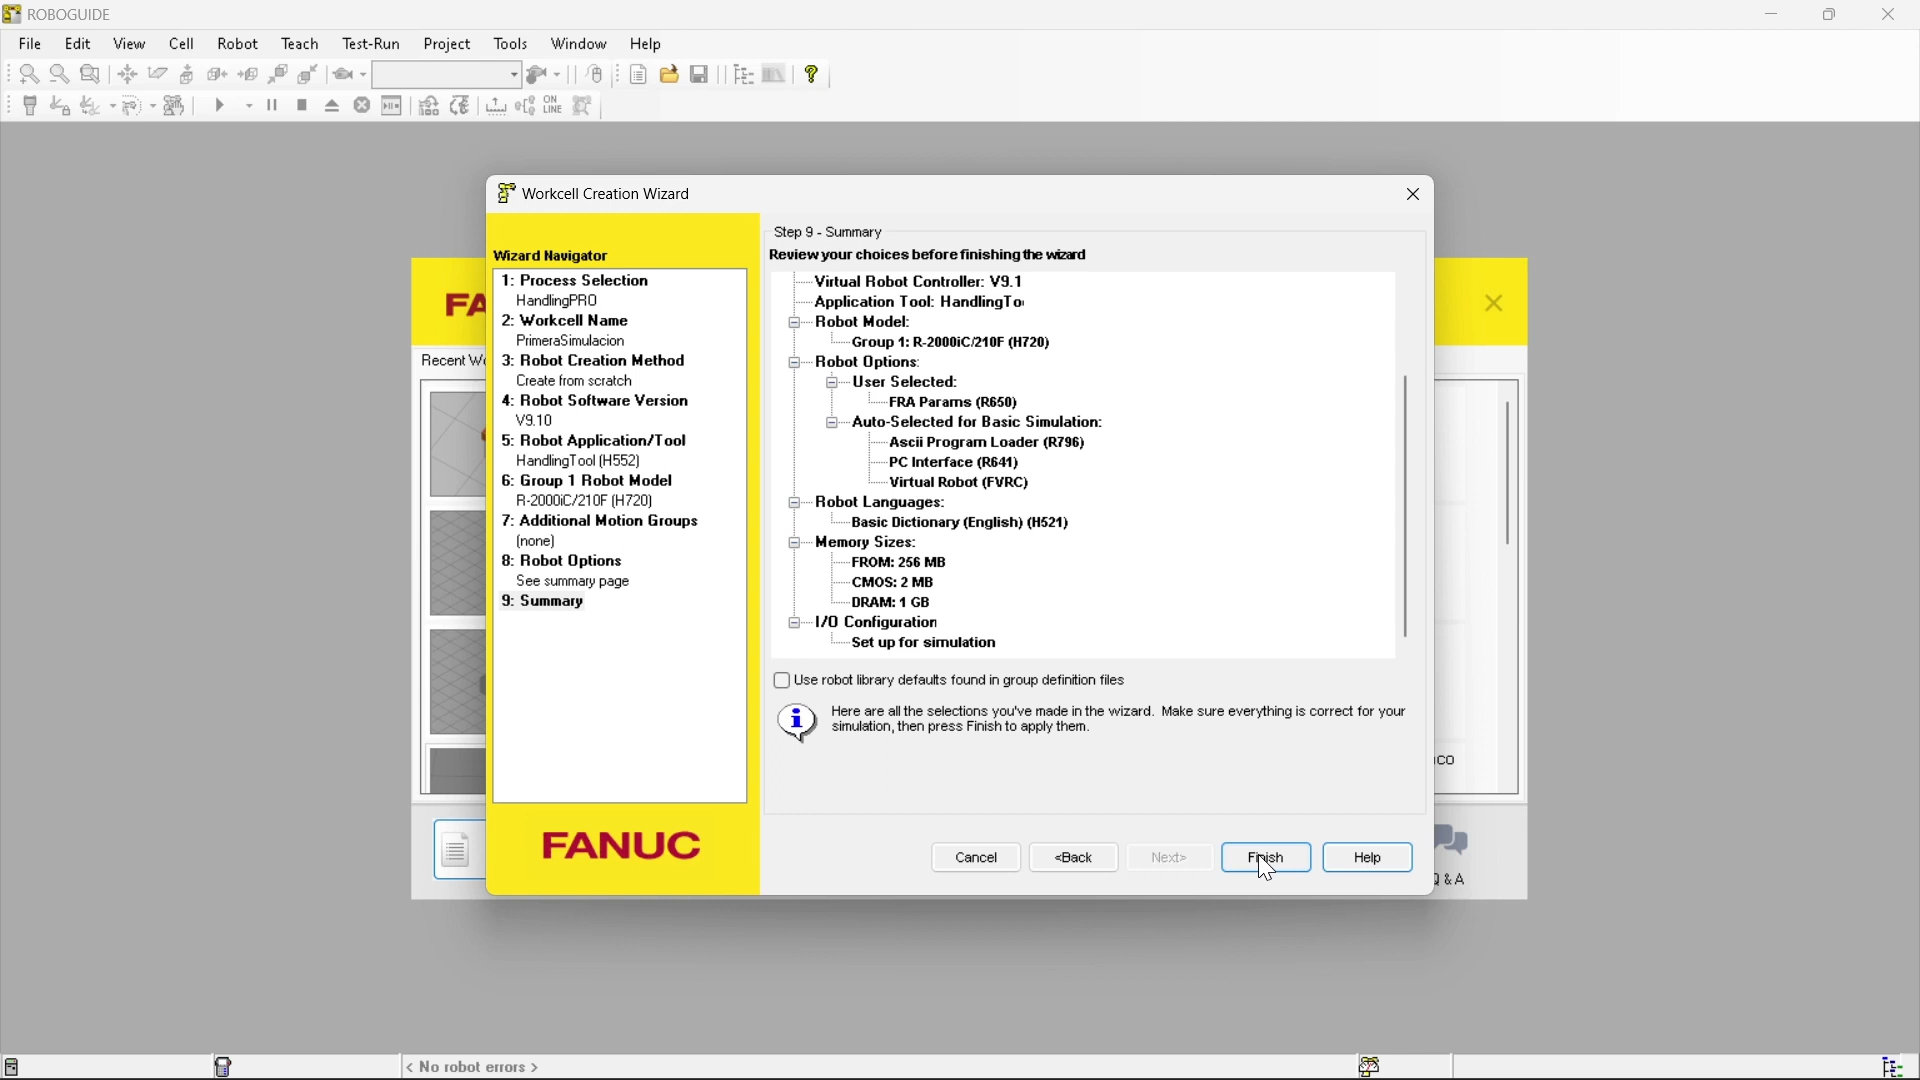 ROBOGUIDE
File Edit View Cell Robot Teach Test-Run Project Tools Window Help
ON
LINE
Workcell Creation Wizard
Wizard Navigator
1: Process Selection
HandlingPRO
2: Workcell Name
PrimeraSimulacion
3: Robot Creation Method
Create from scratch
4: Robot Software Version
V9.10
5: Robot Application/Tool
HandlingTool (H552)
6: Group 1 Robot Model
R-2000iC/210F (H720)
7: Additional Motion Groups
(none)
8: Robot Options
See summary page
9: Summary
FANUC
Step 9 - Summary
Review your choices before finishing the wizard
Virtual Robot Controller: V9.1
Application Tool: HandlingTo
Robot Model:
Group 1: R-2000iC/210F (H720)
Robot Options:
User Selected:
FRA Params (R650)
Auto-Selected for Basic Simulation:
Ascii Program Loader (R796)
PC Interface (R641)
Virtual Robot (FVRC)
Robot Languages:
Basic Dictionary (English) (H521)
Memory Sizes:
FROM: 256 MB
CMOS: 2 MB
DRAM: 1 GB
I/O Configuration
Set up for simulation
Use robot library defaults found in group definition files
Here are all the selections you've made in the wizard. Make sure everything is correct for your
simulation, then press Finish to apply them.
Cancel <Back Next> Finish Help
FA
Recent W
co
Q & A
< No robot errors >